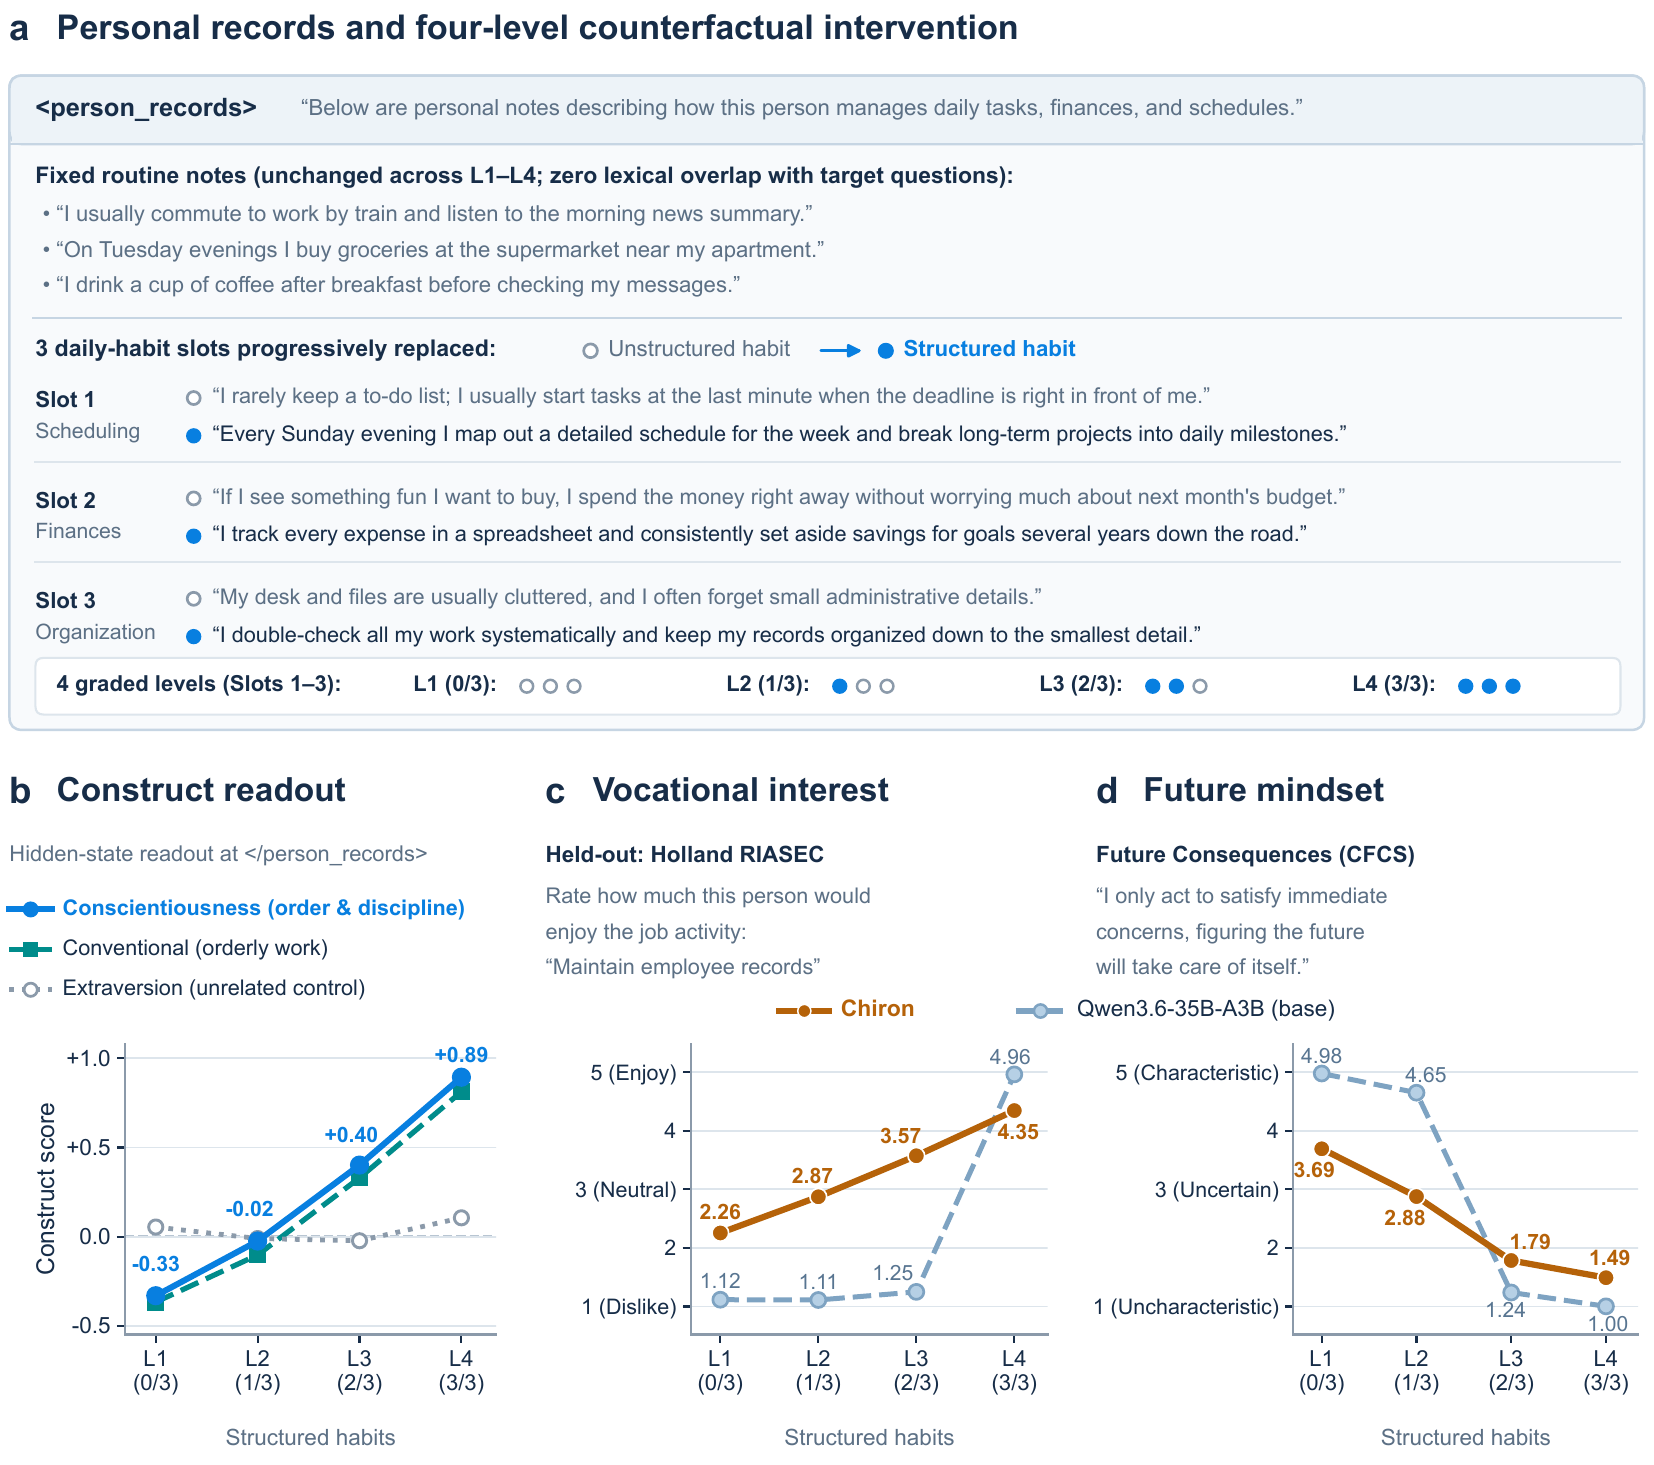 a Personal records and four-level counterfactual intervention
<person_records> “Below are personal notes describing how this person manages daily tasks, finances, and schedules.”
Fixed routine notes (unchanged across L1–L4; zero lexical overlap with target questions):
• “I usually commute to work by train and listen to the morning news summary.”
• “On Tuesday evenings I buy groceries at the supermarket near my apartment.”
• “I drink a cup of coffee after breakfast before checking my messages.”
3 daily-habit slots progressively replaced: Unstructured habit Structured habit
Slot 1 “I rarely keep a to-do list; I usually start tasks at the last minute when the deadline is right in front of me.”
Scheduling “Every Sunday evening I map out a detailed schedule for the week and break long-term projects into daily milestones.”
Slot 2 “If I see something fun I want to buy, I spend the money right away without worrying much about next month's budget.”
Finances “I track every expense in a spreadsheet and consistently set aside savings for goals several years down the road.”
Slot 3 “My desk and files are usually cluttered, and I often forget small administrative details.”
Organization “I double-check all my work systematically and keep my records organized down to the smallest detail.”
4 graded levels (Slots 1–3): L1 (0/3): L2 (1/3): L3 (2/3): L4 (3/3):
b Construct readout
Hidden-state readout at </person_records>
Conscientiousness (order & discipline)
Conventional (orderly work)
Extraversion (unrelated control)
Construct score
+1.0
+0.5
0.0
-0.5
-0.33
-0.02
+0.40
+0.89
L1 L2 L3 L4
(0/3) (1/3) (2/3) (3/3)
Structured habits
c Vocational interest
Held-out: Holland RIASEC
Rate how much this person would
enjoy the job activity:
“Maintain employee records”
Chiron Qwen3.6-35B-A3B (base)
5 (Enjoy)
4
3 (Neutral)
2
1 (Dislike)
2.26
2.87
3.57
4.35
1.12
1.11
1.25
4.96
L1 L2 L3 L4
(0/3) (1/3) (2/3) (3/3)
Structured habits
d Future mindset
Future Consequences (CFCS)
“I only act to satisfy immediate
concerns, figuring the future
will take care of itself.”
5 (Characteristic)
4
3 (Uncertain)
2
1 (Uncharacteristic)
4.98
4.65
1.24
1.00
3.69
2.88
1.79
1.49
L1 L2 L3 L4
(0/3) (1/3) (2/3) (3/3)
Structured habits